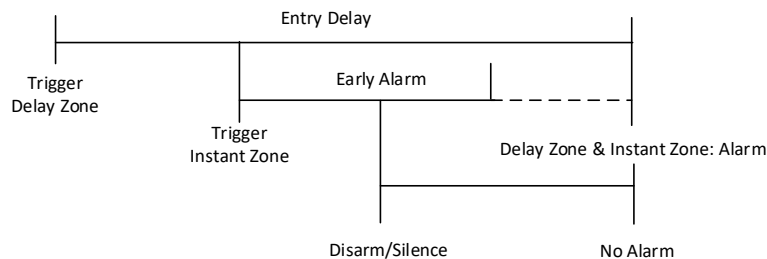 Entry Delay
Trigger
Delay Zone
Early Alarm
Trigger
Instant Zone
Delay Zone & Instant Zone: Alarm
Disarm/Silence
No Alarm